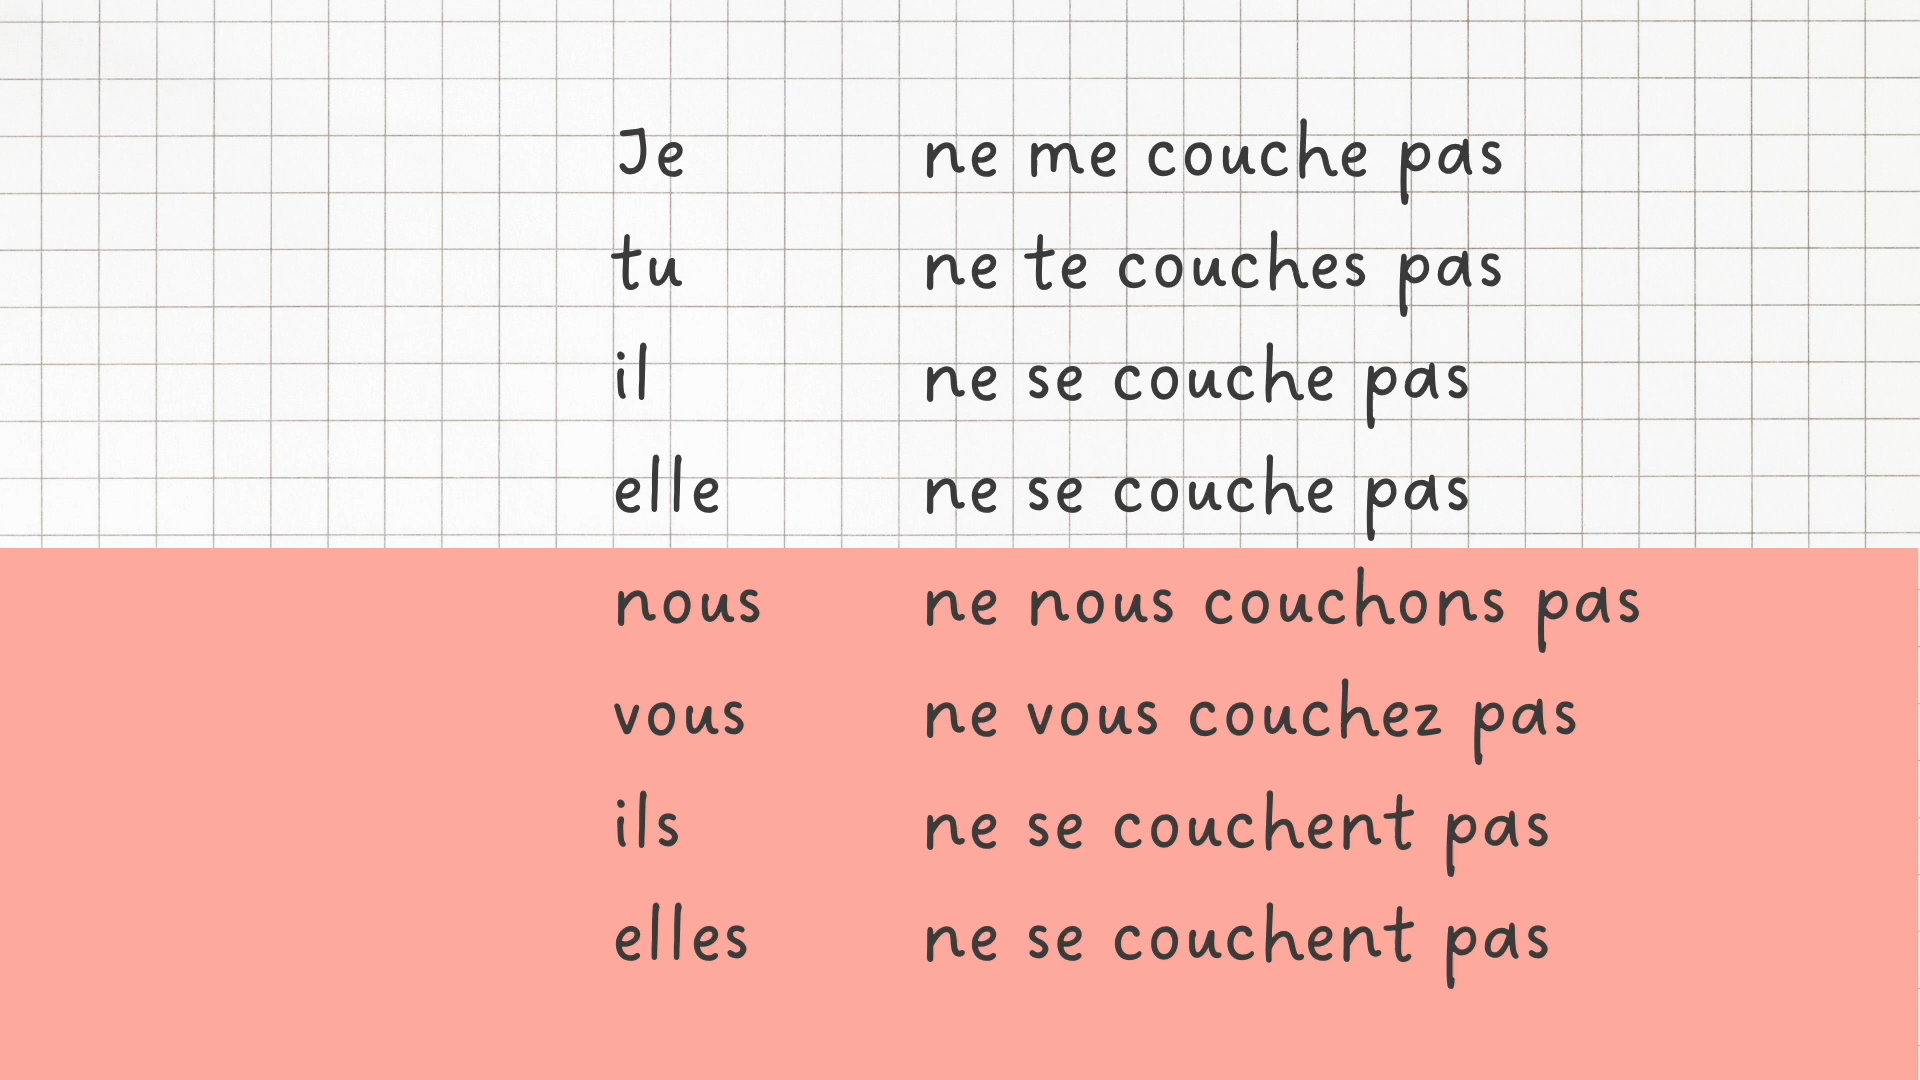 Je ne me couche pas
tu ne te couches pas
il ne se couche pas
elle ne se couche pas
nous ne nous couchons pas
vous ne vous couchez pas
ils ne se couchent pas
elles ne se couchent pas